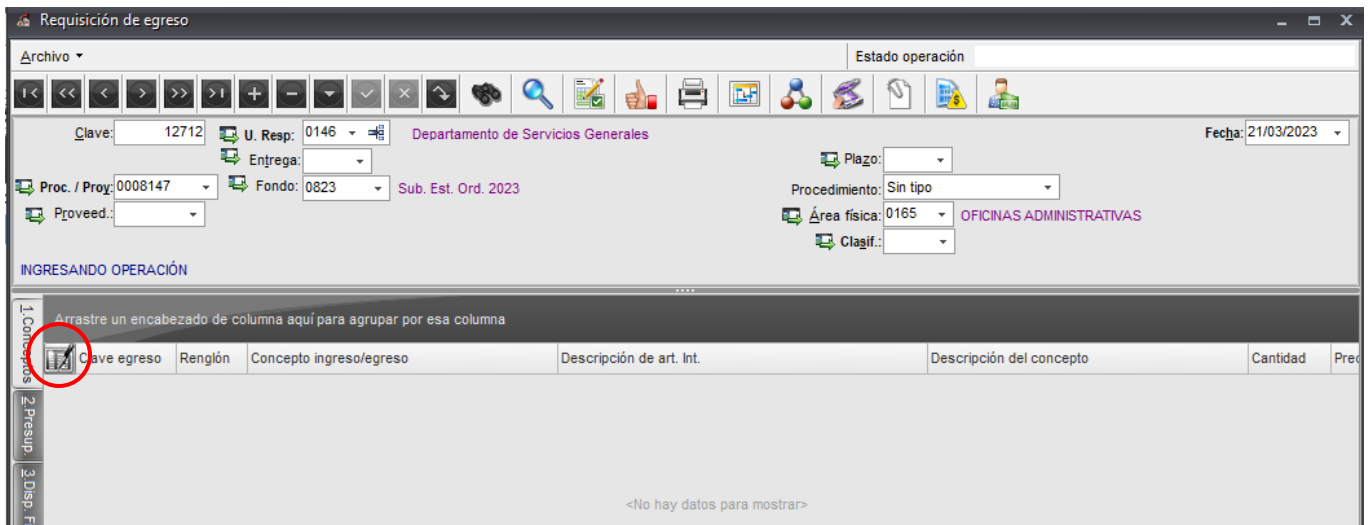 Requisición de egreso
Archivo Estado operación
Clave: 12712 U. Resp: 0146 Departamento de Servicios Generales Fecha: 21/03/2023
Entrega: Plazo:
Proc. / Proy: 0008147 Fondo: 0823 Sub. Est. Ord. 2023 Procedimiento: Sin tipo
Proveed.: Área física: 0165 OFICINAS ADMINISTRATIVAS
Clasif.:
INGRESANDO OPERACIÓN
1.Conceptos
Arrastre un encabezado de columna aquí para agrupar por esa columna
Clave egreso Renglón Concepto ingreso/egreso Descripción de art. Int. Descripción del concepto Cantidad Prec
2.Presup.
3.Disp. F
<No hay datos para mostrar>